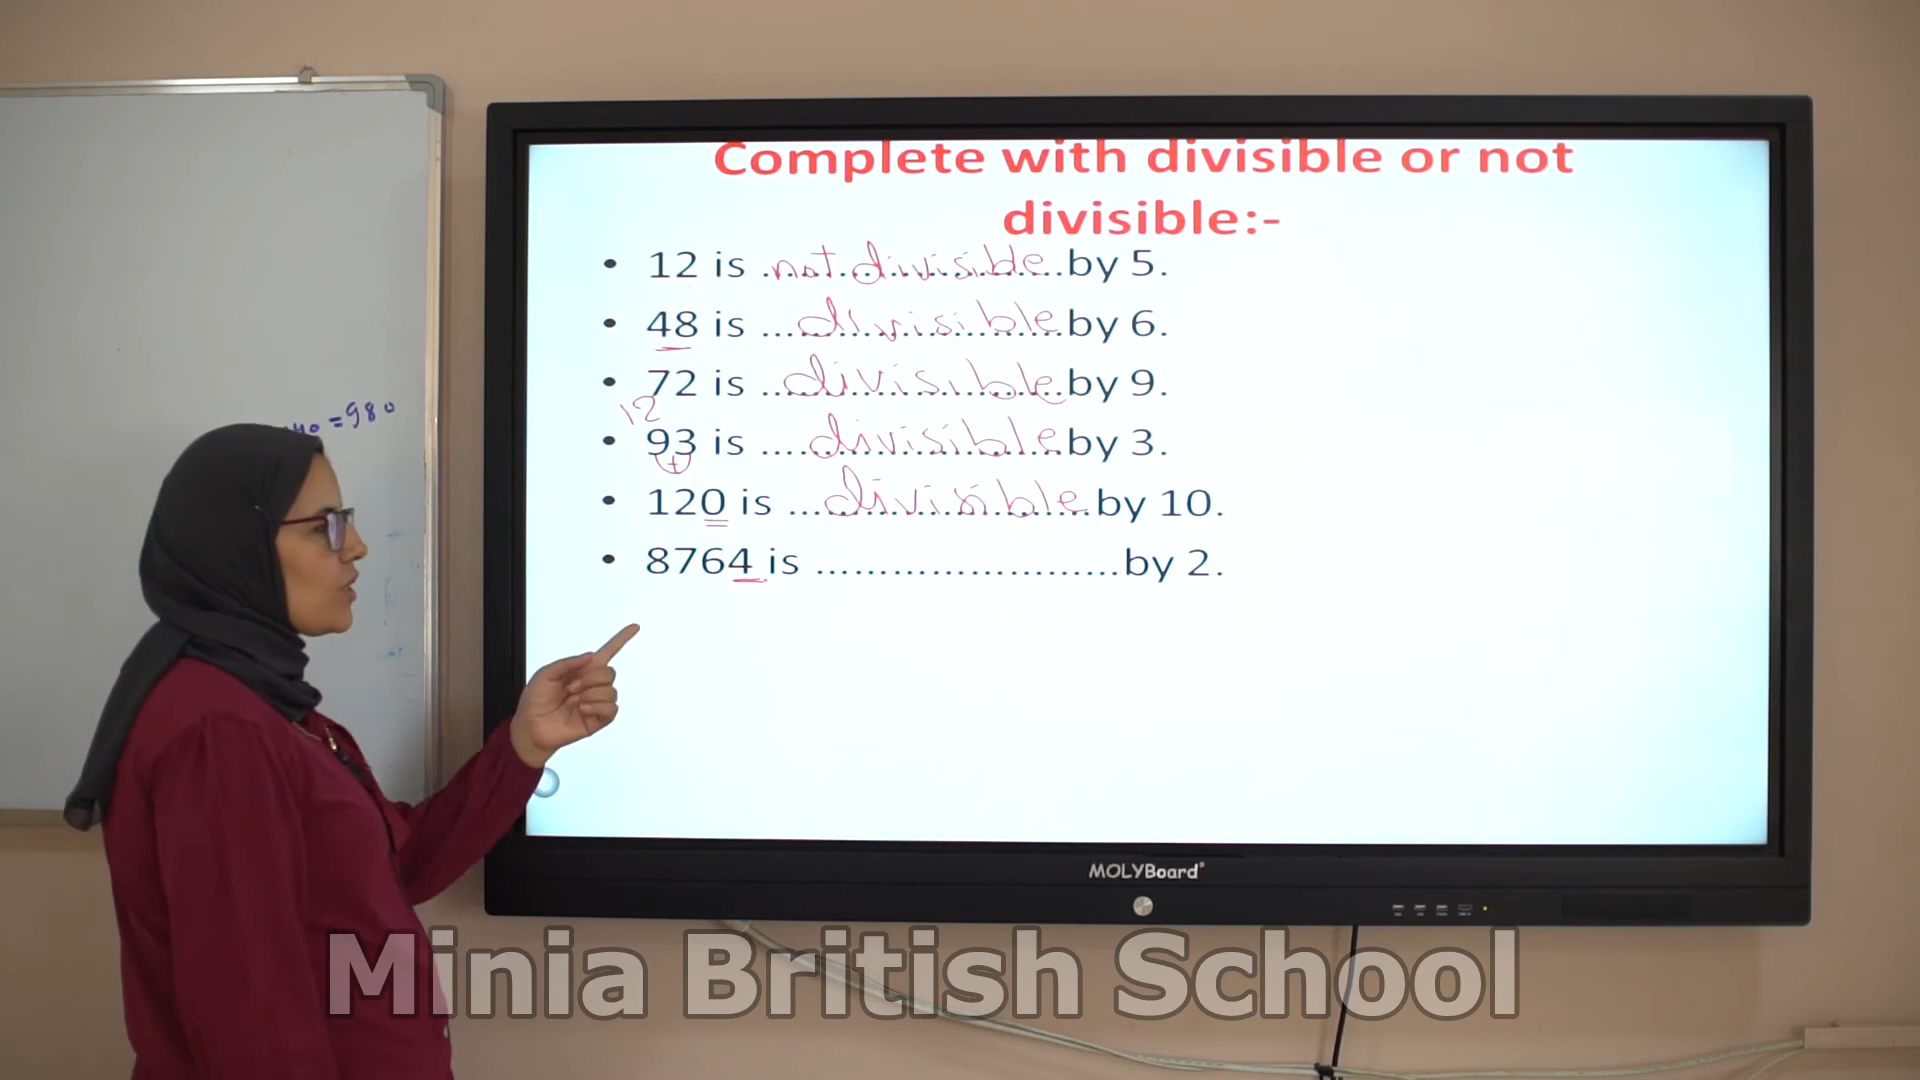 Complete with divisible or not
divisible:-
• 12 is ..not divisible..by 5.
• 48 is ...divisible...by 6.
• 72 is ...divisible...by 9.
12
• 93 is ....divisible....by 3.
+
• 120 is ...divisible...by 10.
• 8764 is ........................by 2.
=980
MOLYBoard
Minia British School